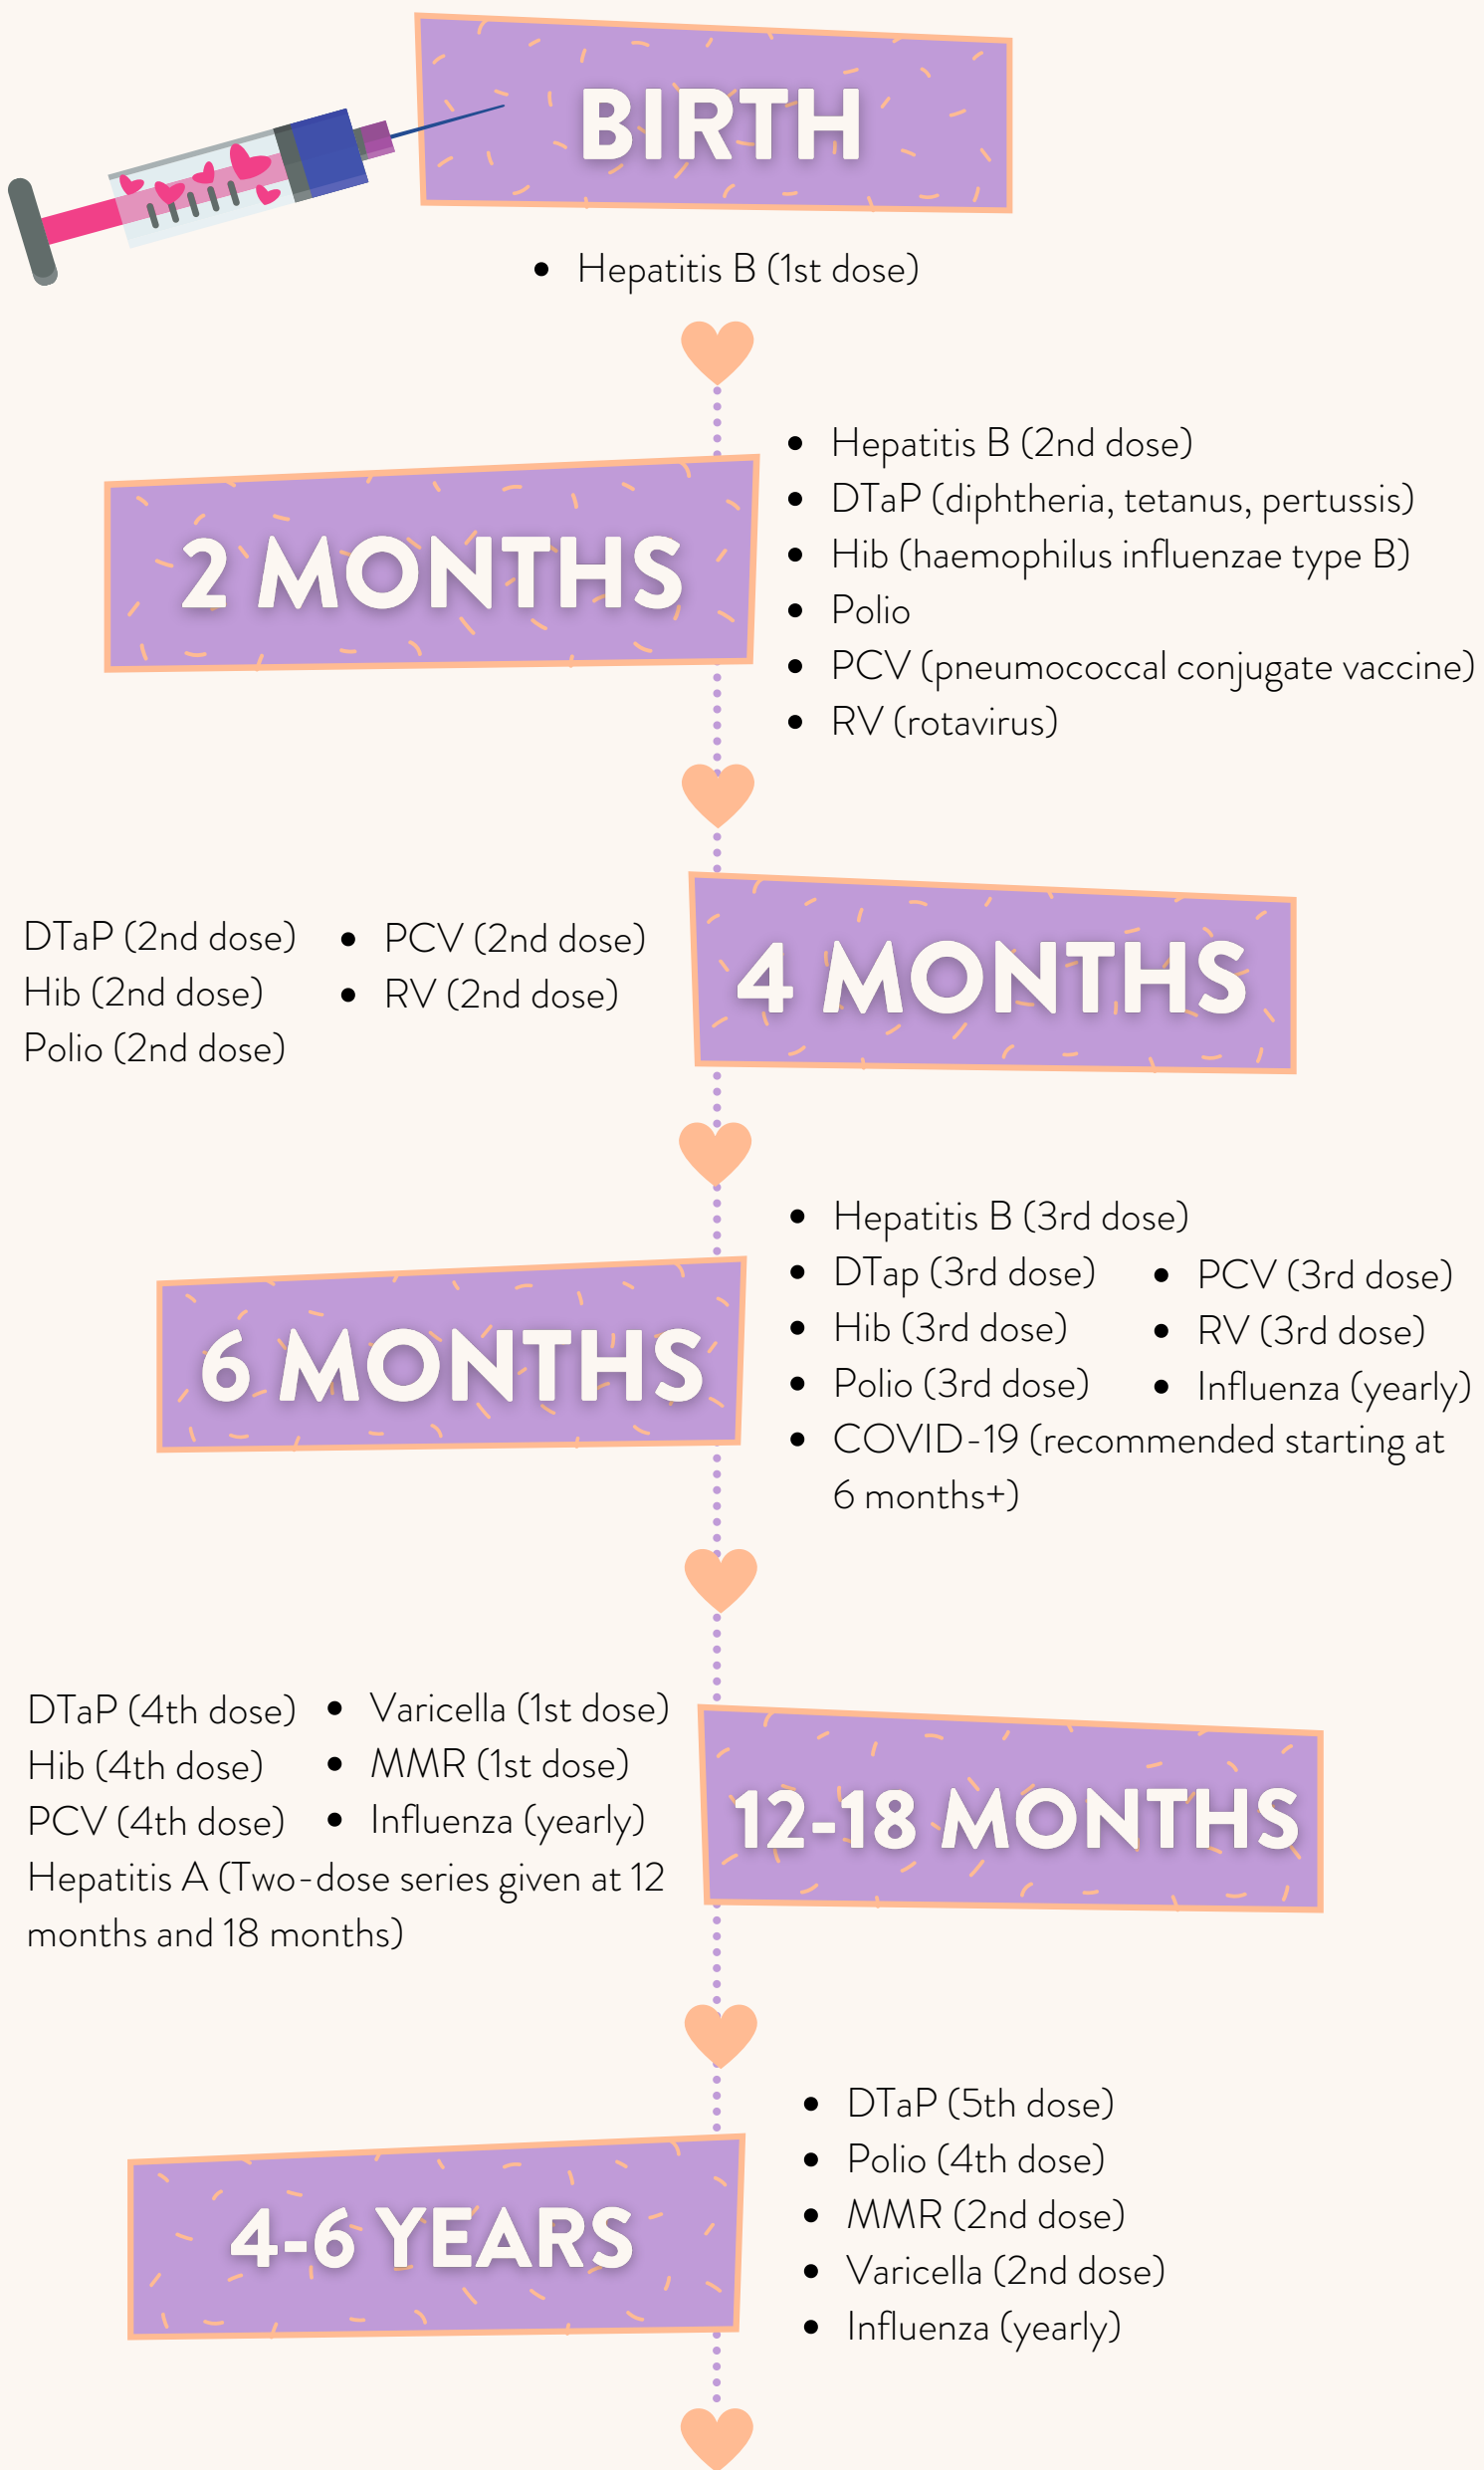 BIRTH
• Hepatitis B (1st dose)
2 MONTHS
• Hepatitis B (2nd dose)
• DTaP (diphtheria, tetanus, pertussis)
• Hib (haemophilus influenzae type B)
• Polio
• PCV (pneumococcal conjugate vaccine)
• RV (rotavirus)
4 MONTHS
DTaP (2nd dose)
Hib (2nd dose)
Polio (2nd dose)
• PCV (2nd dose)
• RV (2nd dose)
6 MONTHS
• Hepatitis B (3rd dose)
• DTap (3rd dose)
• Hib (3rd dose)
• Polio (3rd dose)
• PCV (3rd dose)
• RV (3rd dose)
• Influenza (yearly)
• COVID-19 (recommended starting at
6 months+)
12-18 MONTHS
DTaP (4th dose)
Hib (4th dose)
PCV (4th dose)
• Varicella (1st dose)
• MMR (1st dose)
• Influenza (yearly)
Hepatitis A (Two-dose series given at 12
months and 18 months)
4-6 YEARS
• DTaP (5th dose)
• Polio (4th dose)
• MMR (2nd dose)
• Varicella (2nd dose)
• Influenza (yearly)